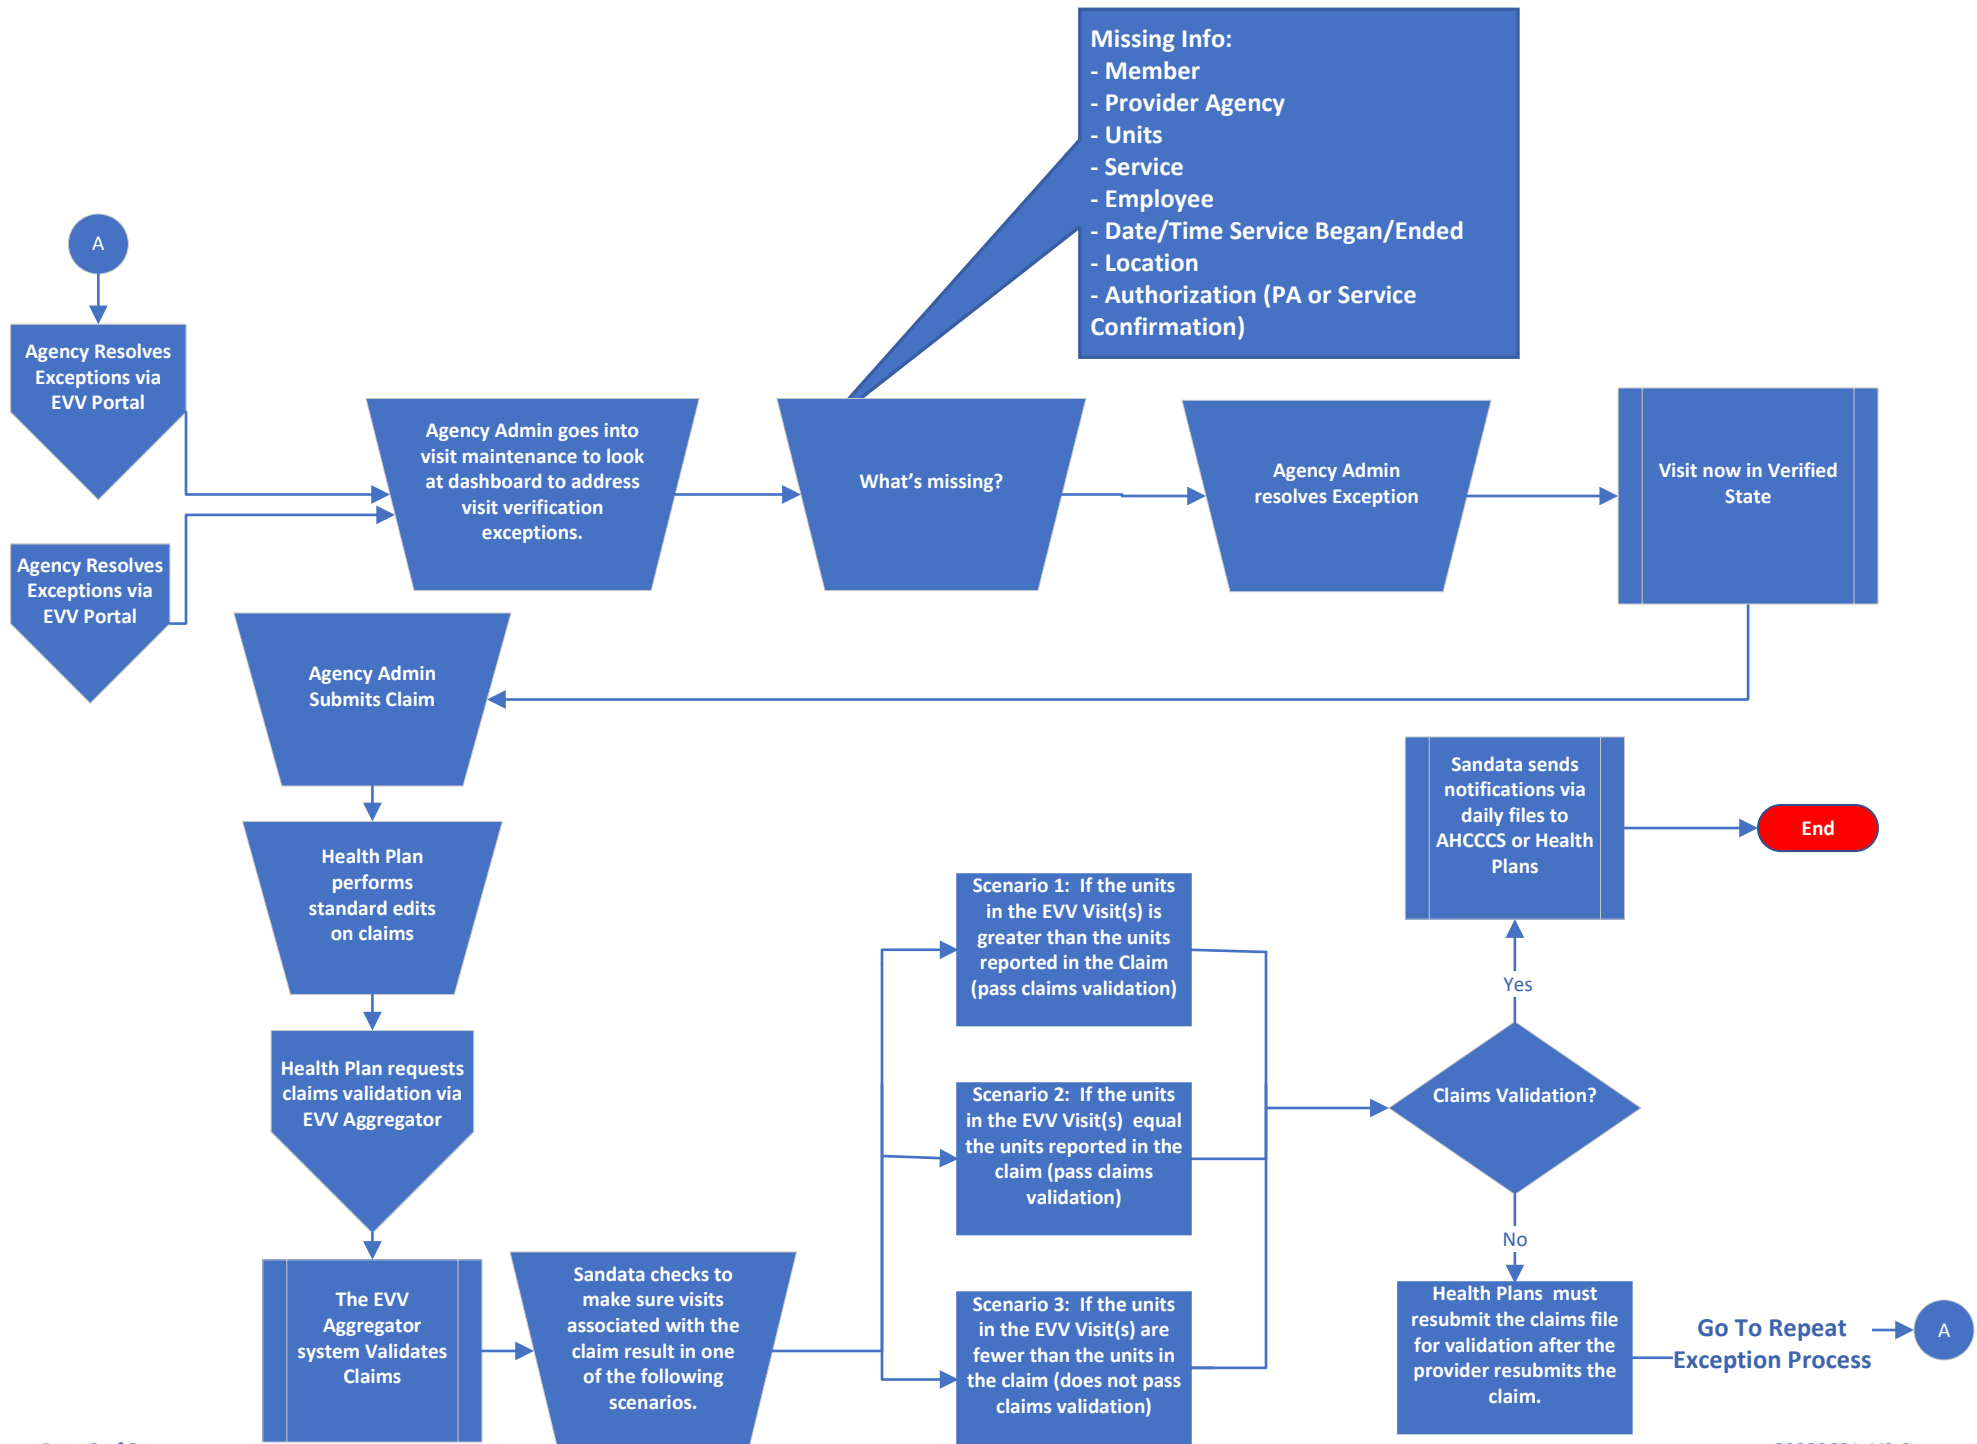 Missing Info:
- Member
- Provider Agency
- Units
- Service
- Employee
- Date/Time Service Began/Ended
- Location
- Authorization (PA or Service
Confirmation)
A
Agency Resolves
Exceptions via
EVV Portal
Agency Resolves
Exceptions via
EVV Portal
Agency Admin goes into
visit maintenance to look
at dashboard to address
visit verification
exceptions.
What's missing?
Agency Admin
resolves Exception
Visit now in Verified
State
Agency Admin
Submits Claim
Health Plan
performs
standard edits
on claims
Health Plan requests
claims validation via
EVV Aggregator
The EVV
Aggregator
system Validates
Claims
Sandata checks to
make sure visits
associated with the
claim result in one
of the following
scenarios.
Scenario 1:  If the units
in the EVV Visit(s) is
greater than the units
reported in the Claim
(pass claims validation)
Scenario 2:  If the units
in the EVV Visit(s)  equal
the units reported in the
claim (pass claims
validation)
Scenario 3:  If the units
in the EVV Visit(s) are
fewer than the units in
the claim (does not pass
claims validation)
Claims Validation?
Yes
Sandata sends
notifications via
daily files to
AHCCCS or Health
Plans
End
No
Health Plans  must
resubmit the claims file
for validation after the
provider resubmits the
claim.
Go To Repeat
Exception Process
A